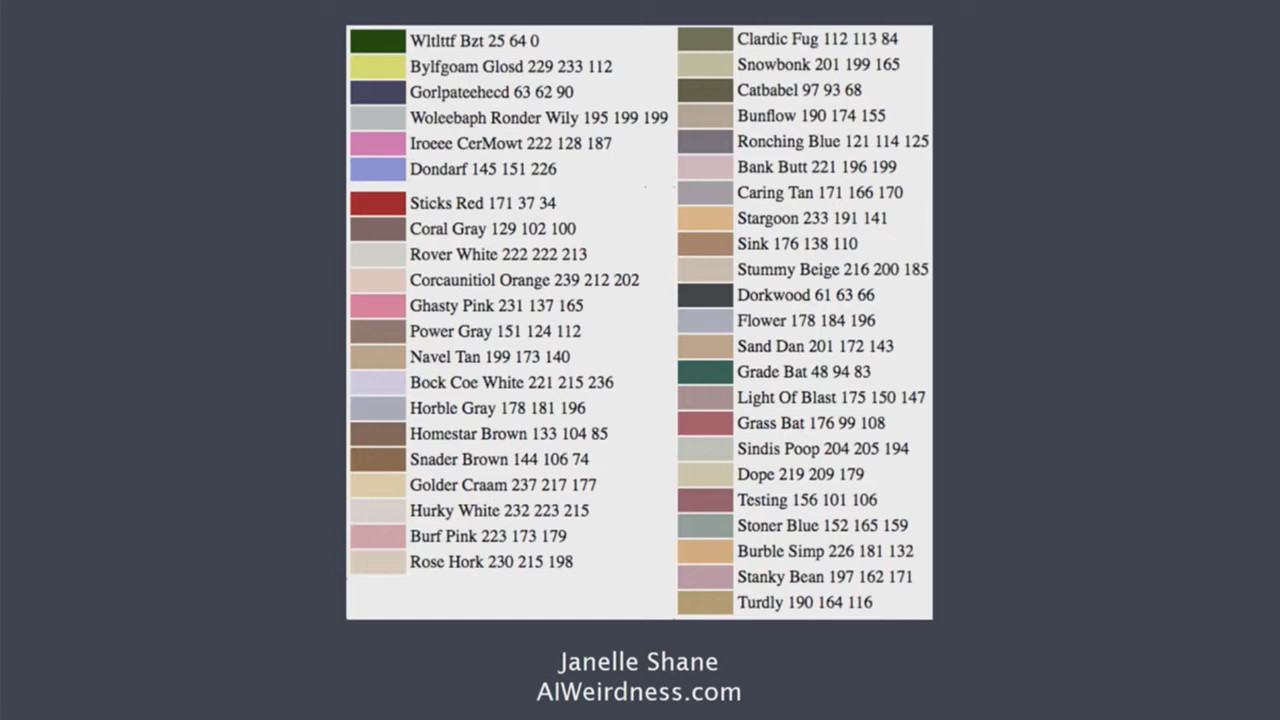 Wltlttf Bzt 25 64 0
Bylfgoam Glosd 229 233 112
Gorlpateehecd 63 62 90
Woleebaph Ronder Wily 195 199 199
Iroeee CerMowt 222 128 187
Dondarf 145 151 226
Sticks Red 171 37 34
Coral Gray 129 102 100
Rover White 222 222 213
Corcaunitiol Orange 239 212 202
Ghasty Pink 231 137 165
Power Gray 151 124 112
Navel Tan 199 173 140
Bock Coe White 221 215 236
Horble Gray 178 181 196
Homestar Brown 133 104 85
Snader Brown 144 106 74
Golder Craam 237 217 177
Hurky White 232 223 215
Burf Pink 223 173 179
Rose Hork 230 215 198
Clardic Fug 112 113 84
Snowbonk 201 199 165
Catbabel 97 93 68
Bunflow 190 174 155
Ronching Blue 121 114 125
Bank Butt 221 196 199
Caring Tan 171 166 170
Stargoon 233 191 141
Sink 176 138 110
Stummy Beige 216 200 185
Dorkwood 61 63 66
Flower 178 184 196
Sand Dan 201 172 143
Grade Bat 48 94 83
Light Of Blast 175 150 147
Grass Bat 176 99 108
Sindis Poop 204 205 194
Dope 219 209 179
Testing 156 101 106
Stoner Blue 152 165 159
Burble Simp 226 181 132
Stanky Bean 197 162 171
Turdly 190 164 116
Janelle Shane
AIWeirdness.com